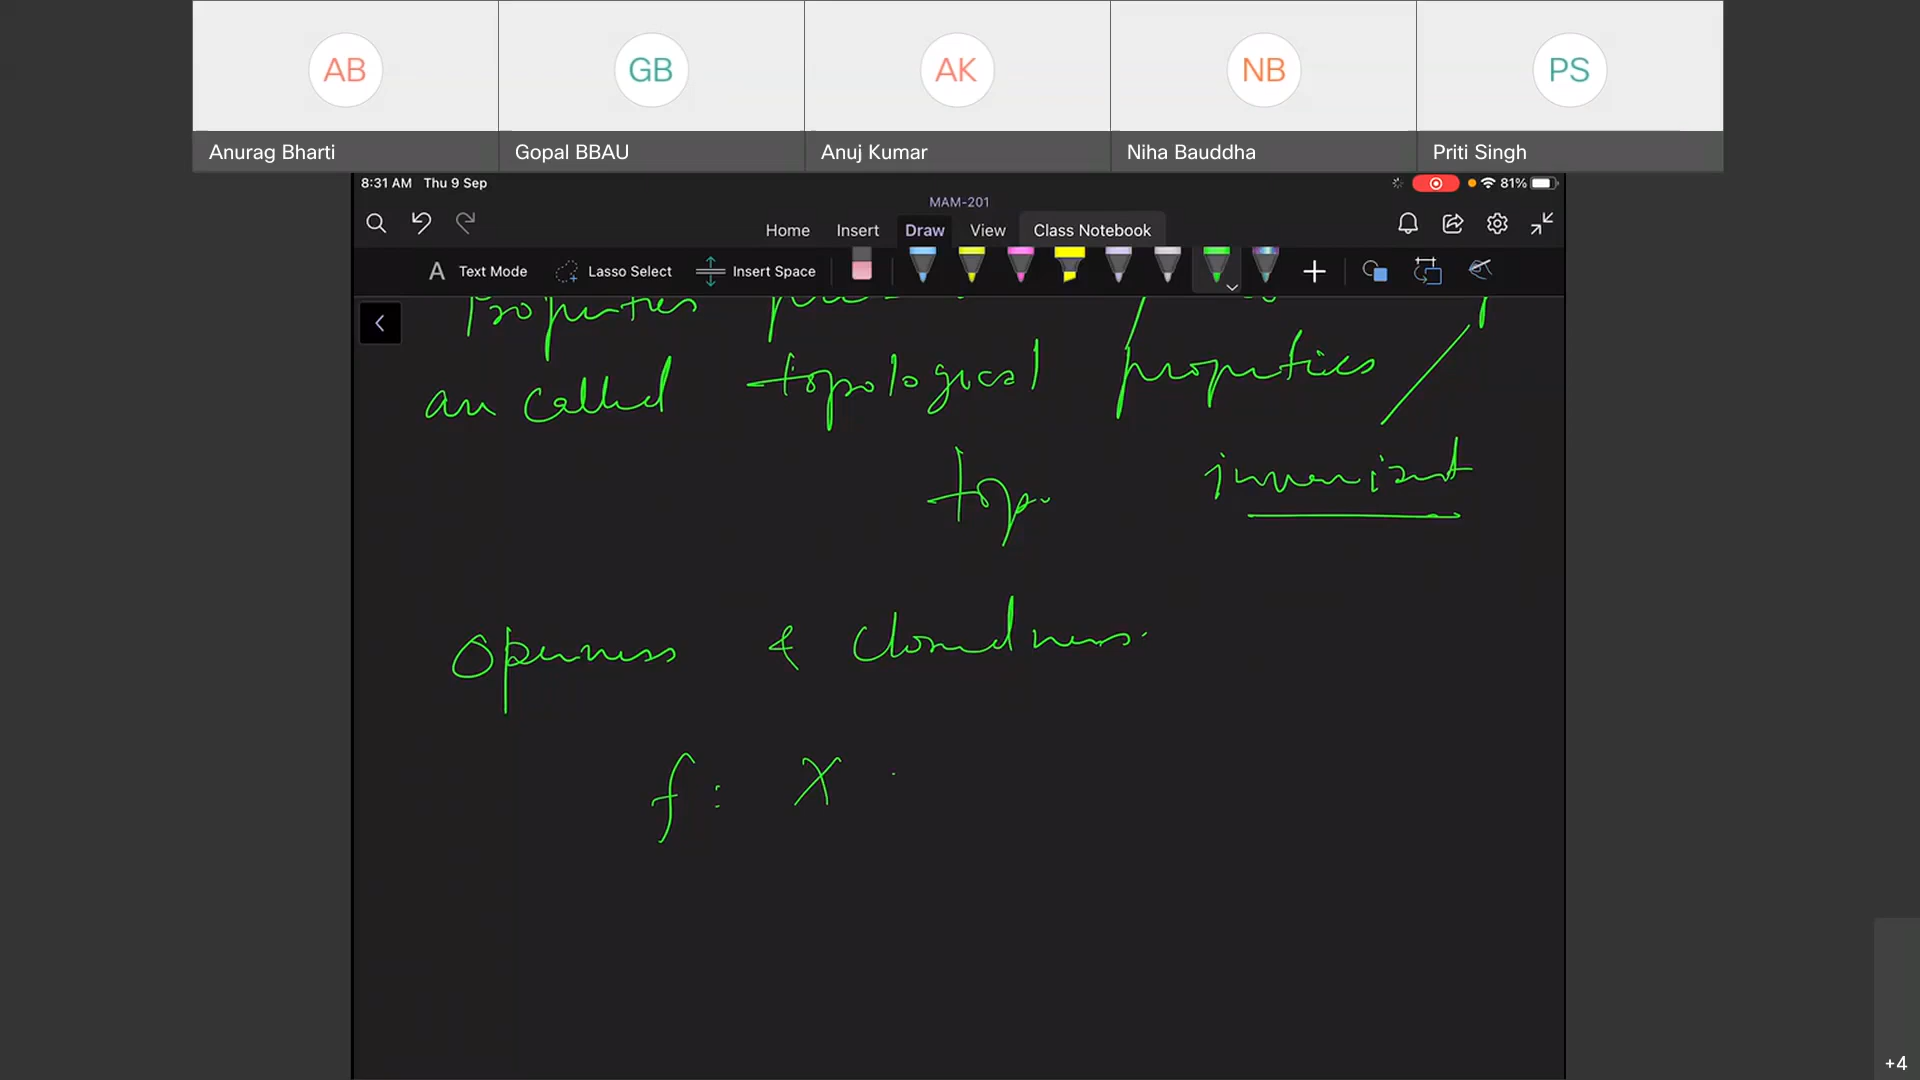 AB GB AK NB PS
Anurag Bharti Gopal BBAU Anuj Kumar Niha Bauddha Priti Singh
8:31 AM Thu 9 Sep 81%
MAM-201
Home Insert Draw View Class Notebook
A Text Mode Lasso Select Insert Space
Properties
are called topological properties /
top. invariant
Openness & Closedness.
f: X
+4